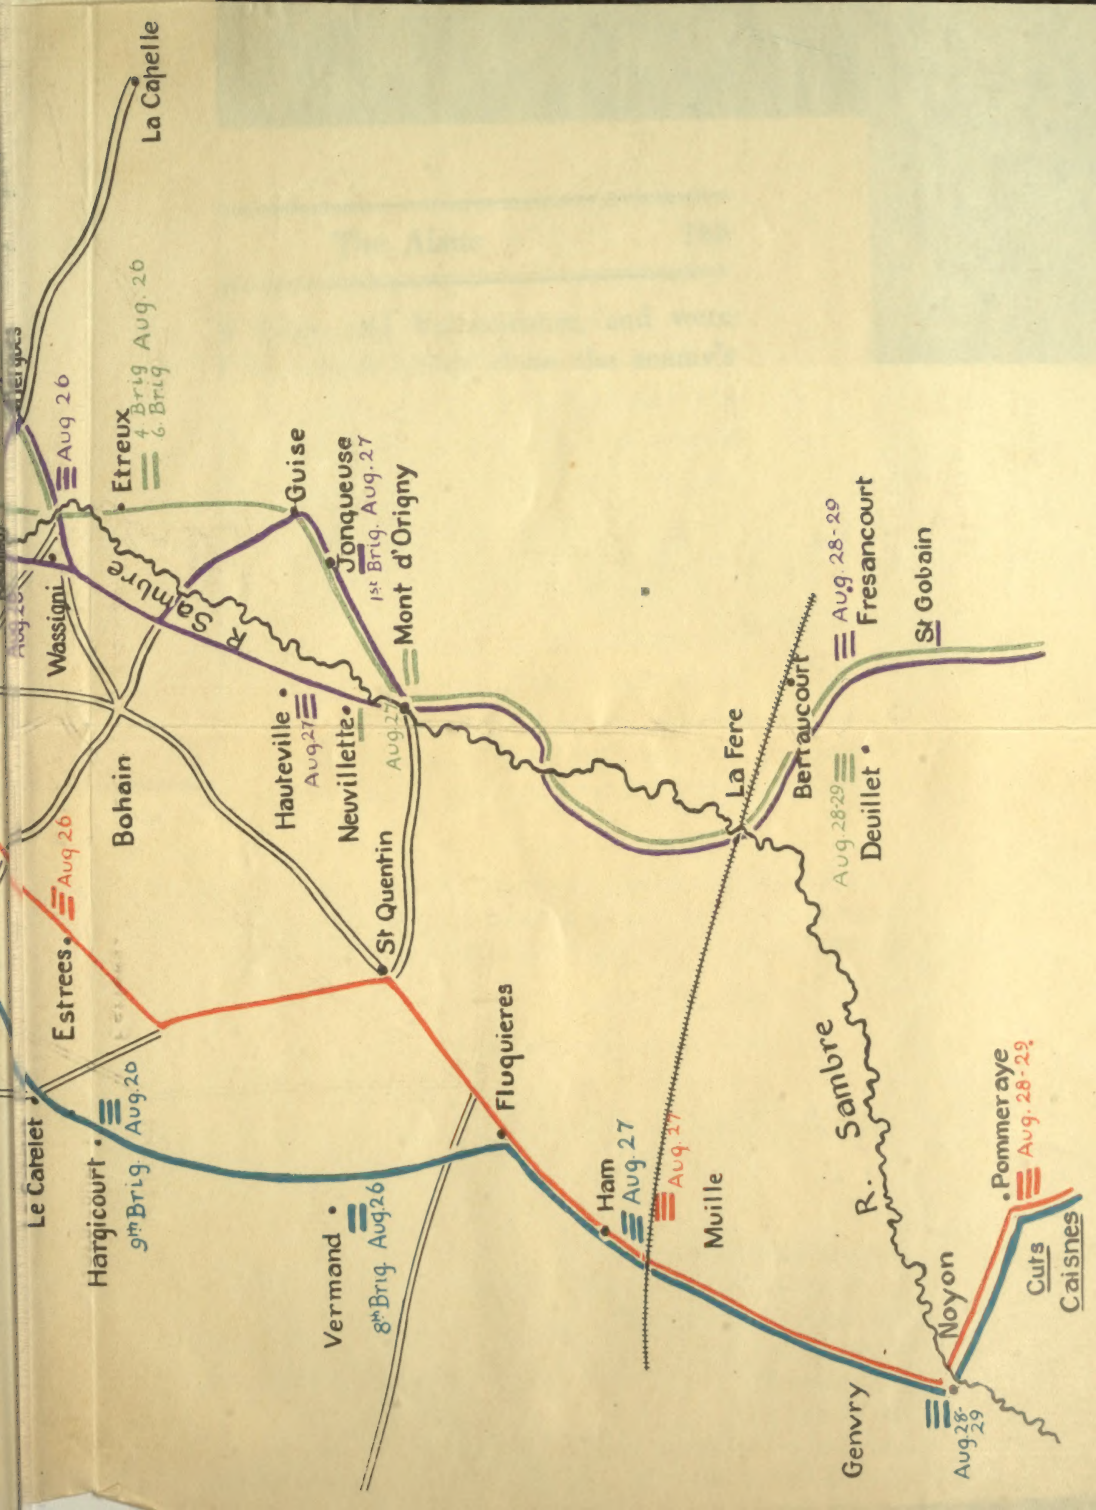 La Capelle
Aug 26
Etreux
4 Brig Aug. 26
6. Brig
Wassigni
R Sambre
Guise
Jonqueuse
1st Brig. Aug. 27
Mont d'Origny
Hauteville
Aug 27
Neuvillette
Aug. 27
Bohain
Aug 26
Estrees
St Quentin
Le Catelet
Hargicourt
9th Brig. Aug. 26
Vermand
8th Brig Aug. 26
Fluquieres
Ham
Aug. 27
Aug. 27
Muille
La Fere
Bertaucourt
Aug. 28-29
Fresancourt
St Gobain
Aug. 28-29
Deuillet
R. Sambre
Genvry
Noyon
Aug. 28-
29
Pommeraye
Aug. 28-29.
Cuts
Caisnes